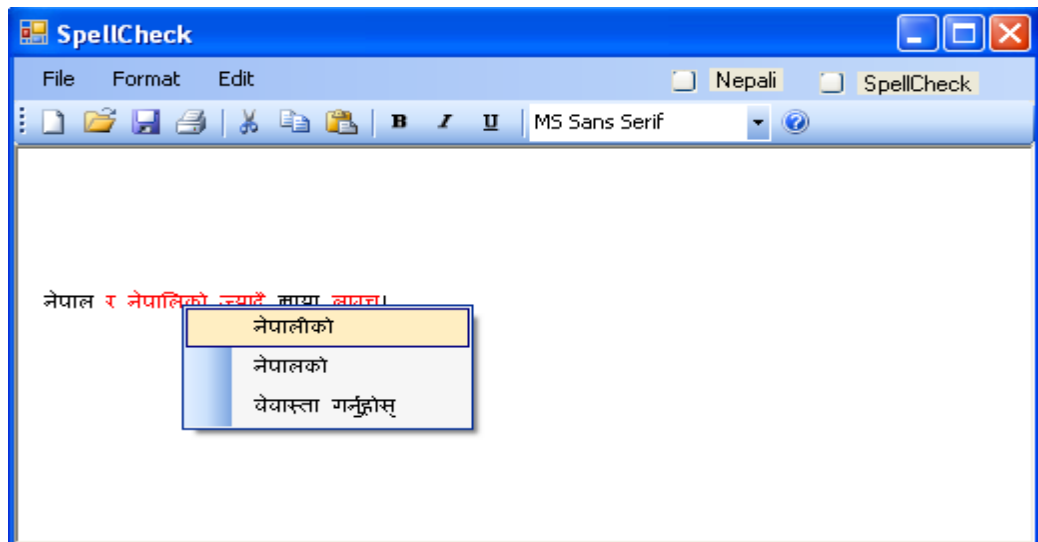 SpellCheck
File Format Edit Nepali SpellCheck
B I U MS Sans Serif
नेपाल र नेपालिको ज्यादै माया लाग्छ।
नेपालीको
नेपालको
वेवास्ता गर्नुहोस्